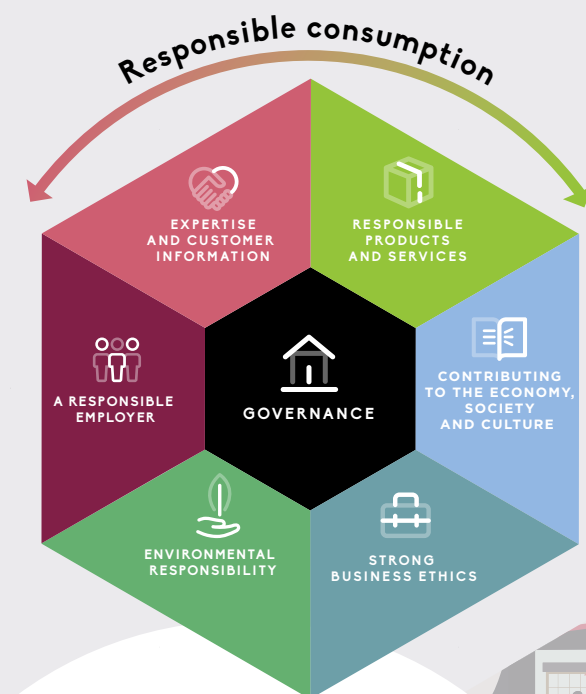 Responsible consumption
EXPERTISE
AND CUSTOMER
INFORMATION
RESPONSIBLE
PRODUCTS
AND SERVICES
A RESPONSIBLE
EMPLOYER
GOVERNANCE
CONTRIBUTING
TO THE ECONOMY,
SOCIETY
AND CULTURE
ENVIRONMENTAL
RESPONSIBILITY
STRONG
BUSINESS ETHICS